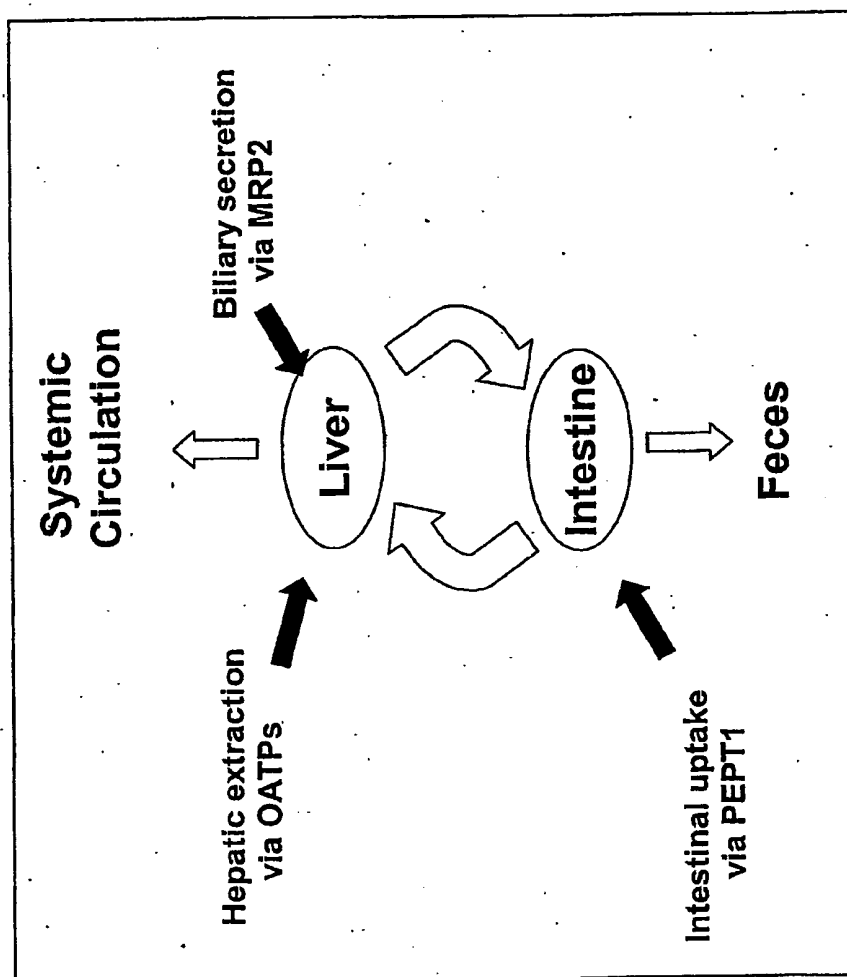 Systemic
Circulation
Hepatic extraction
via OATPs
Biliary secretion
via MRP2
Liver
Intestine
Intestinal uptake
via PEPT1
Feces